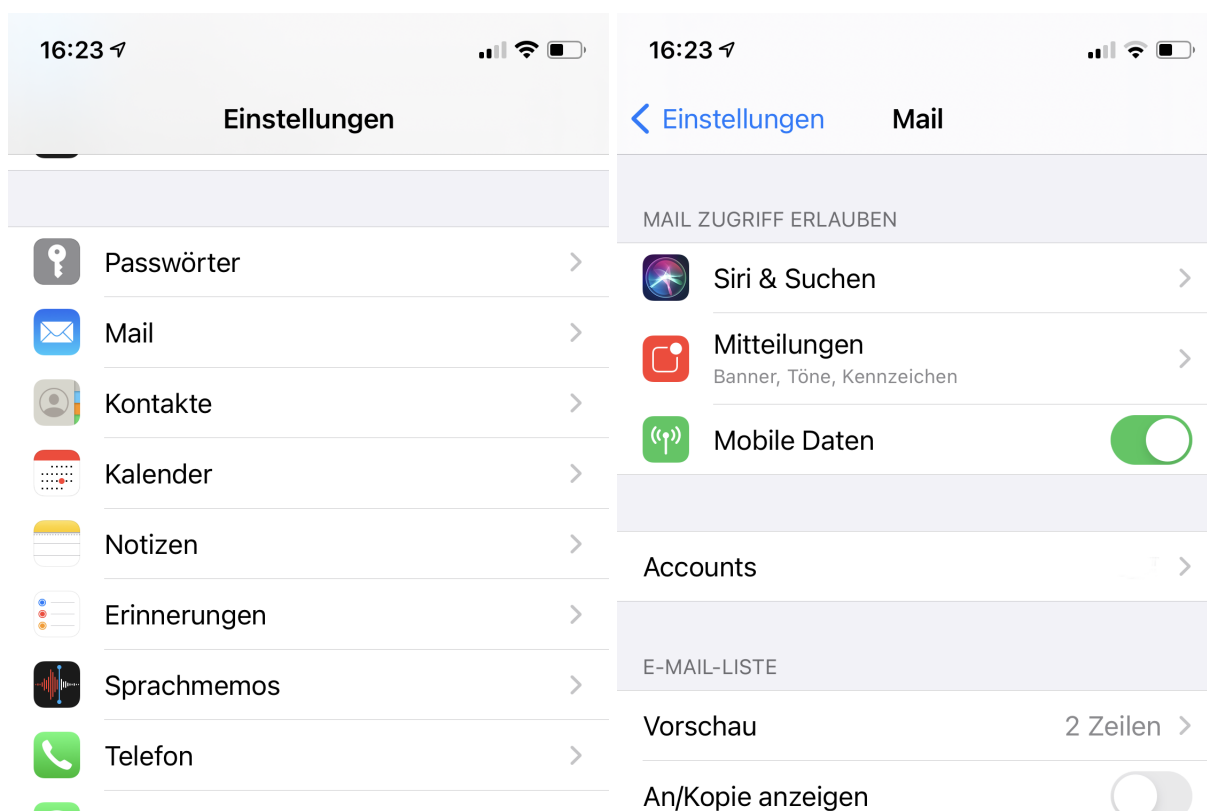 16:23
Einstellungen
Passwörter
Mail
Kontakte
Kalender
Notizen
Erinnerungen
Sprachmemos
Telefon
16:23
Einstellungen
Mail
MAIL ZUGRIFF ERLAUBEN
Siri & Suchen
Mitteilungen
Banner, Töne, Kennzeichen
Mobile Daten
Accounts
E-MAIL-LISTE
Vorschau
2 Zeilen
An/Kopie anzeigen